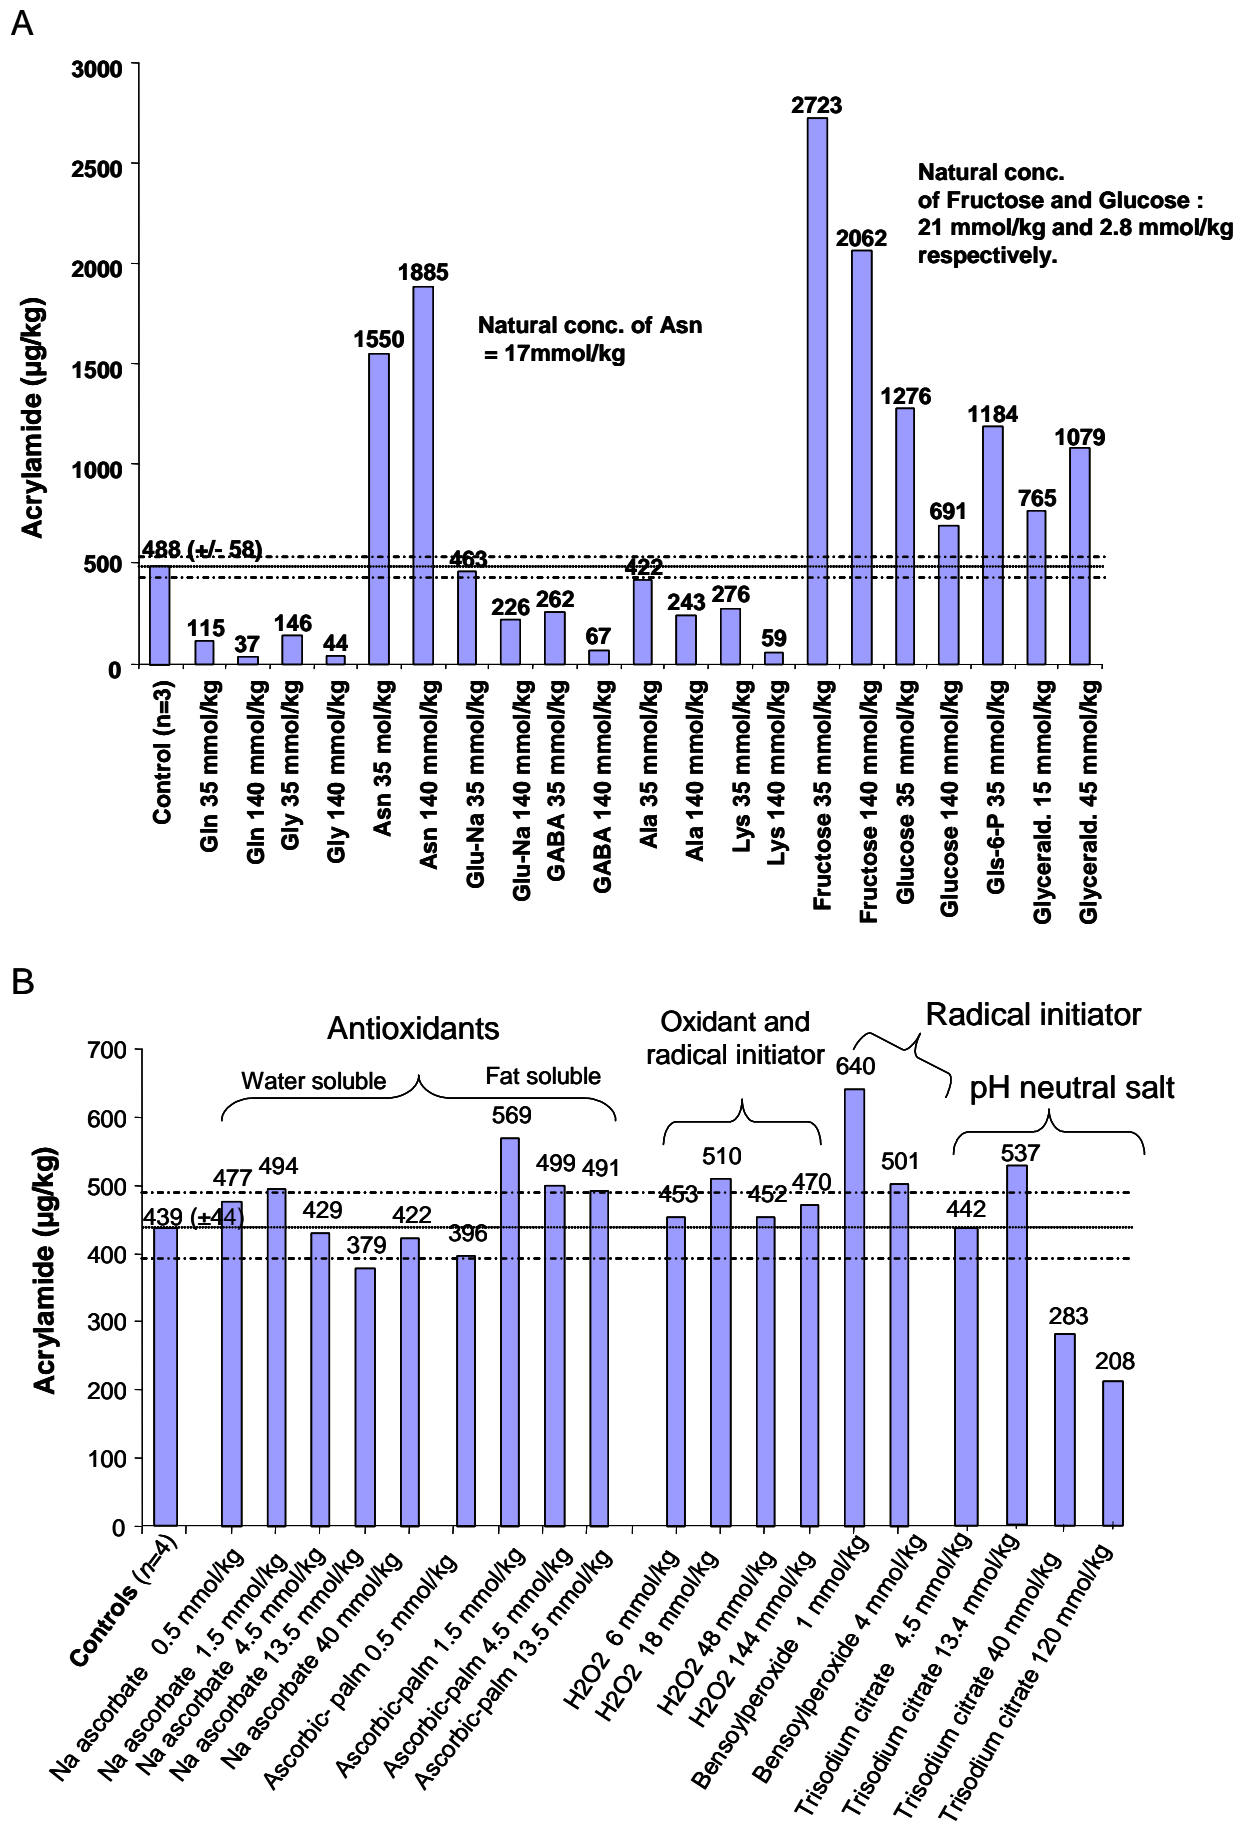 A
3000
2500
2000
1500
1000
500
0
Acrylamide (µg/kg)
488 (+/- 58)
115
37
146
44
1550
1885
463
226
262
67
422
243
276
59
2723
2062
1276
691
1184
765
1079
Natural conc. of Asn
= 17mmol/kg
Natural conc.
of Fructose and Glucose :
21 mmol/kg and 2.8 mmol/kg
respectively.
Control (n=3)
Gln 35 mmol/kg
Gln 140 mmol/kg
Gly 35 mmol/kg
Gly 140 mmol/kg
Asn 35 mol/kg
Asn 140 mmol/kg
Glu-Na 35 mmol/kg
Glu-Na 140 mmol/kg
GABA 35 mmol/kg
GABA 140 mmol/kg
Ala 35 mmol/kg
Ala 140 mmol/kg
Lys 35 mmol/kg
Lys 140 mmol/kg
Fructose 35 mmol/kg
Fructose 140 mmol/kg
Glucose 35 mmol/kg
Glucose 140 mmol/kg
Gls-6-P 35 mmol/kg
Glycerald. 15 mmol/kg
Glycerald. 45 mmol/kg
B
Antioxidants
Water soluble
Fat soluble
Oxidant and
radical initiator
Radical initiator
pH neutral salt
700
600
500
400
300
200
100
0
Acrylamide (µg/kg)
439 (±44)
477
494
429
379
422
396
569
499
491
453
510
452
470
640
501
442
537
283
208
Controls (n=4)
Na ascorbate 0.5 mmol/kg
Na ascorbate 1.5 mmol/kg
Na ascorbate 4.5 mmol/kg
Na ascorbate 13.5 mmol/kg
Na ascorbate 40 mmol/kg
Ascorbic- palm 0.5 mmol/kg
Ascorbic-palm 1.5 mmol/kg
Ascorbic-palm 4.5 mmol/kg
Ascorbic-palm 13.5 mmol/kg
H2O2 6 mmol/kg
H2O2 18 mmol/kg
H2O2 48 mmol/kg
H2O2 144 mmol/kg
Bensoylperoxide 1 mmol/kg
Bensoylperoxide 4 mmol/kg
Trisodium citrate 4.5 mmol/kg
Trisodium citrate 13.4 mmol/kg
Trisodium citrate 40 mmol/kg
Trisodium citrate 120 mmol/kg